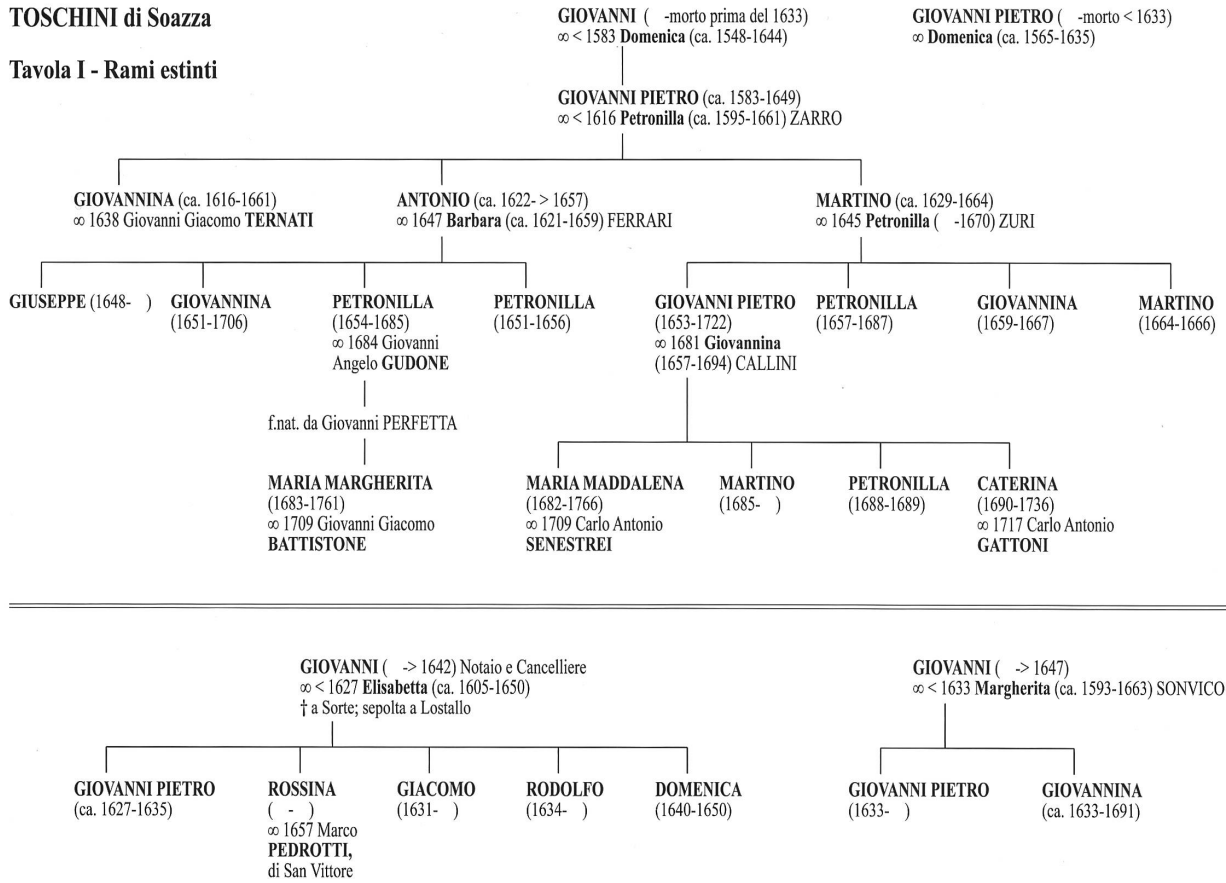 TOSCHINI di Soazza
Tavola I - Rami estinti
GIOVANNI (   -morto prima del 1633)
∞ < 1583 Domenica (ca. 1548-1644)
GIOVANNI PIETRO (   -morto < 1633)
∞ Domenica (ca. 1565-1635)
GIOVANNI PIETRO (ca. 1583-1649)
∞ < 1616 Petronilla (ca. 1595-1661) ZARRO
GIOVANNINA (ca. 1616-1661)
∞ 1638 Giovanni Giacomo TERNATI
ANTONIO (ca. 1622- > 1657)
∞ 1647 Barbara (ca. 1621-1659) FERRARI
MARTINO (ca. 1629-1664)
∞ 1645 Petronilla (   -1670) ZURI
GIUSEPPE (1648-   )
GIOVANNINA
(1651-1706)
PETRONILLA
(1654-1685)
∞ 1684 Giovanni
Angelo GUDONE
PETRONILLA
(1651-1656)
GIOVANNI PIETRO
(1653-1722)
∞ 1681 Giovannina
(1657-1694) CALLINI
PETRONILLA
(1657-1687)
GIOVANNINA
(1659-1667)
MARTINO
(1664-1666)
f.nat. da Giovanni PERFETTA
MARIA MARGHERITA
(1683-1761)
∞ 1709 Giovanni Giacomo
BATTISTONE
MARIA MADDALENA
(1682-1766)
∞ 1709 Carlo Antonio
SENESTREI
MARTINO
(1685-   )
PETRONILLA
(1688-1689)
CATERINA
(1690-1736)
∞ 1717 Carlo Antonio
GATTONI
GIOVANNI (   -> 1642) Notaio e Cancelliere
∞ < 1627 Elisabetta (ca. 1605-1650)
† a Sorte; sepolta a Lostallo
GIOVANNI (   -> 1647)
∞ < 1633 Margherita (ca. 1593-1663) SONVICO
GIOVANNI PIETRO
(ca. 1627-1635)
ROSSINA
(   -   )
∞ 1657 Marco
PEDROTTI,
di San Vittore
GIACOMO
(1631-   )
RODOLFO
(1634-   )
DOMENICA
(1640-1650)
GIOVANNI PIETRO
(1633-   )
GIOVANNINA
(ca. 1633-1691)